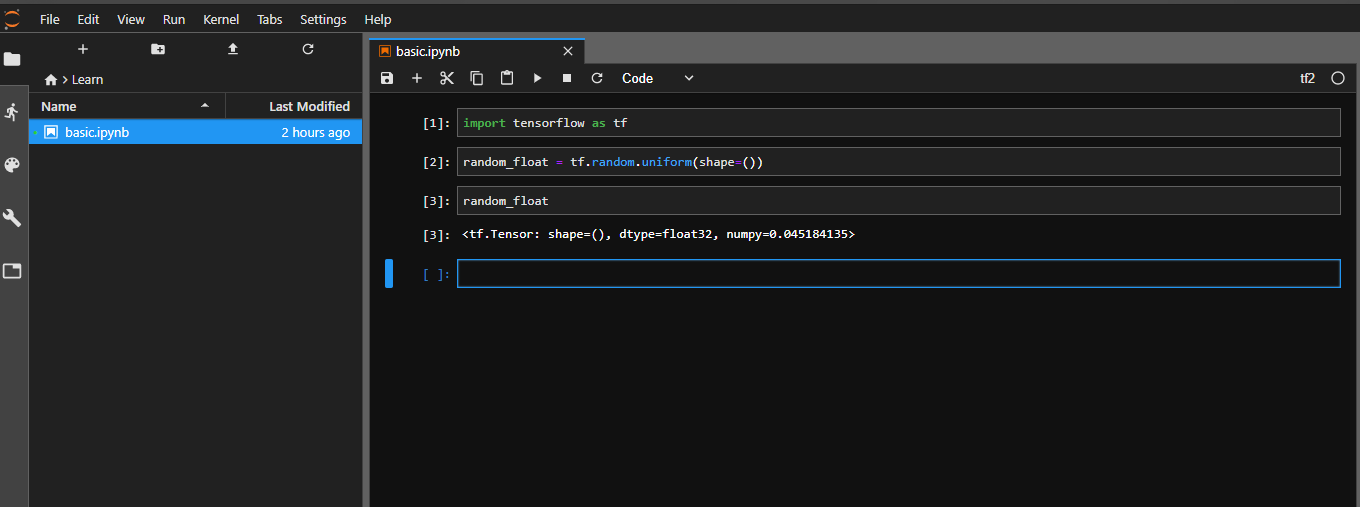 File Edit View Run Kernel Tabs Settings Help
Learn
Name Last Modified
basic.ipynb 2 hours ago
basic.ipynb
Code
tf2
[1]: import tensorflow as tf
[2]: random_float = tf.random.uniform(shape=())
[3]: random_float
[3]: <tf.Tensor: shape=(), dtype=float32, numpy=0.045184135>
[ ]: